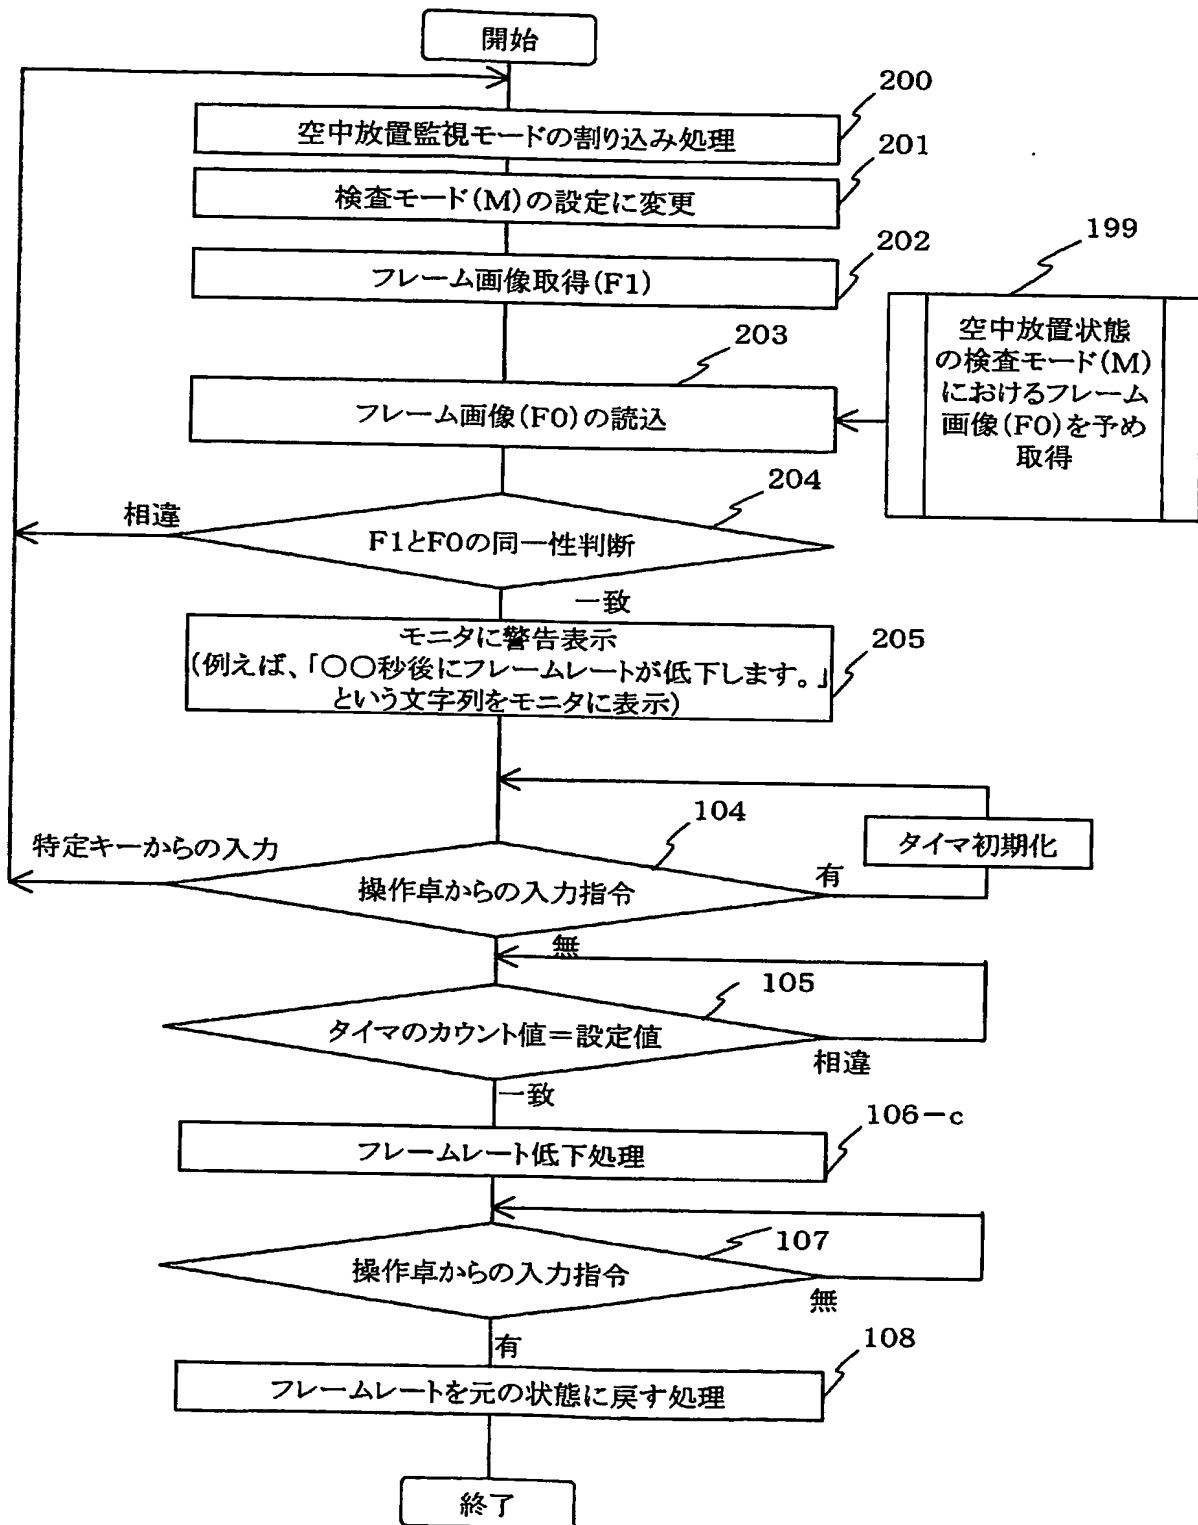 開始
200
空中放置監視モードの割り込み処理
201
検査モード(M)の設定に変更
202
フレーム画像取得(F1)
199
空中放置状態
の検査モード(M)
におけるフレーム
画像(F0)を予め
取得
203
フレーム画像(F0)の読込
204
相違
F1とF0の同一性判断
一致
205
モニタに警告表示
(例えば、「〇〇秒後にフレームレートが低下します。」
という文字列をモニタに表示)
104
タイマ初期化
特定キーからの入力
操作卓からの入力指令
有
無
105
タイマのカウント値＝設定値
相違
一致
106-c
フレームレート低下処理
107
操作卓からの入力指令
無
有
108
フレームレートを元の状態に戻す処理
終了